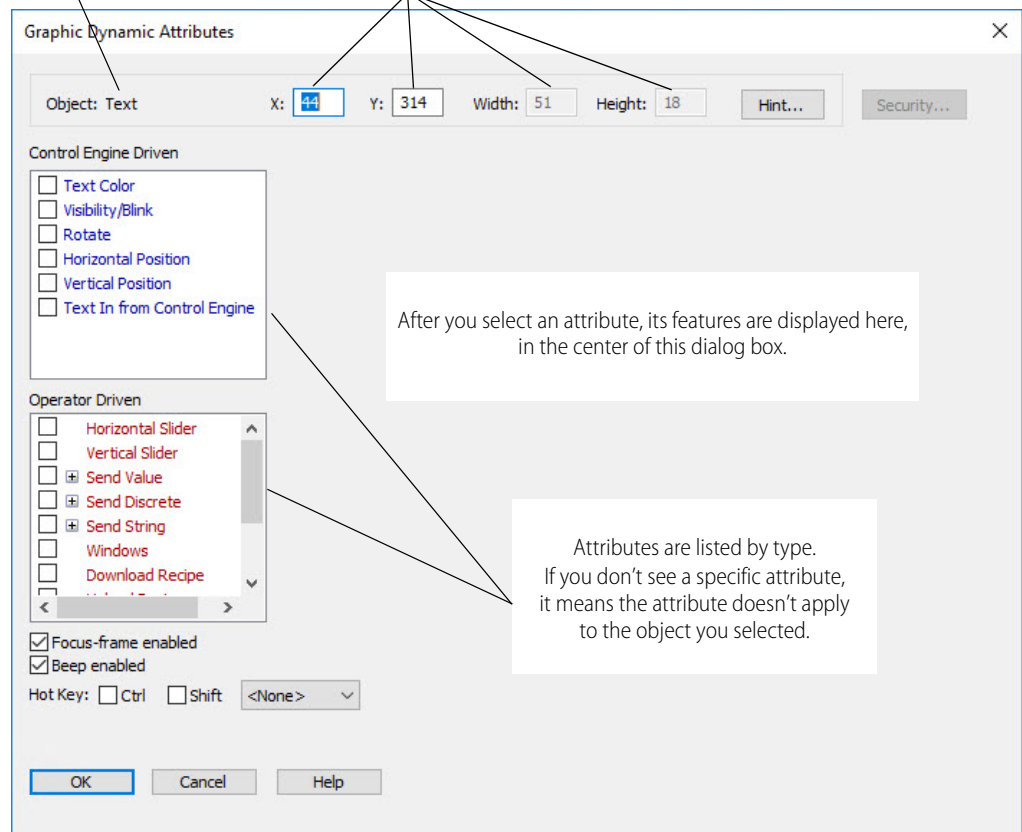 Graphic Dynamic Attributes
Object: Text X: 44 Y: 314 Width: 51 Height: 18 Hint... Security...
Control Engine Driven
Text Color
Visibility/Blink
Rotate
Horizontal Position
Vertical Position
Text In from Control Engine
After you select an attribute, its features are displayed here,
in the center of this dialog box.
Operator Driven
Horizontal Slider
Vertical Slider
Send Value
Send Discrete
Send String
Windows
Download Recipe
Attributes are listed by type.
If you don’t see a specific attribute,
it means the attribute doesn’t apply
to the object you selected.
Focus-frame enabled
Beep enabled
Hot Key: Ctrl Shift <None>
OK Cancel Help